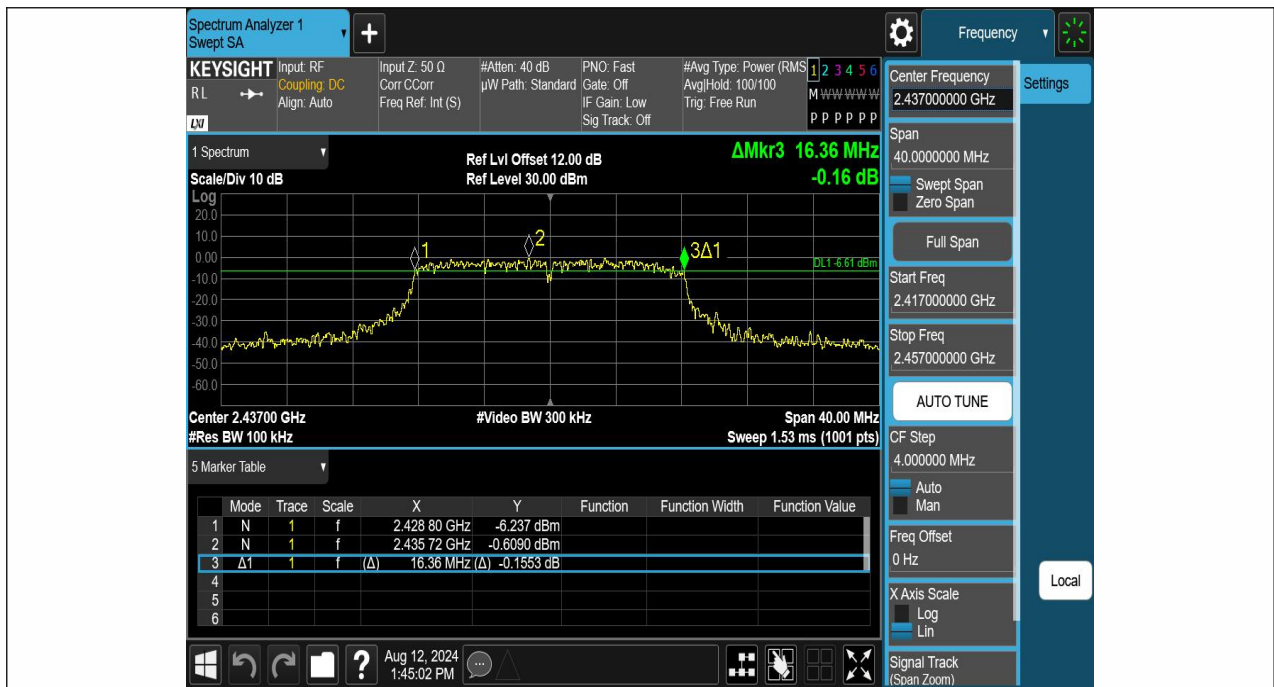 Spectrum Analyzer 1
Swept SA
+
Frequency
KEYSIGHT
RL
LXI
Input: RF
Coupling: DC
Align: Auto
Input Z: 50 Ω
Corr CCorr
Freq Ref: Int (S)
#Atten: 40 dB
µW Path: Standard
PNO: Fast
Gate: Off
IF Gain: Low
Sig Track: Off
#Avg Type: Power (RMS
Avg|Hold: 100/100
Trig: Free Run
1 2 3 4 5 6
M W W W W W
P P P P P P
1 Spectrum
Scale/Div 10 dB
Ref Lvl Offset 12.00 dB
Ref Level 30.00 dBm
ΔMkr3 16.36 MHz
-0.16 dB
Log
20.0
10.0
0.00
-10.0
-20.0
-30.0
-40.0
-50.0
-60.0
1
2
3Δ1
DL1 -6.61 dBm
Center 2.43700 GHz
#Video BW 300 kHz
Span 40.00 MHz
#Res BW 100 kHz
Sweep 1.53 ms (1001 pts)
5 Marker Table
Mode Trace Scale X Y Function Function Width Function Value
1 N 1 f 2.428 80 GHz -6.237 dBm
2 N 1 f 2.435 72 GHz -0.6090 dBm
3 Δ1 1 f (Δ) 16.36 MHz (Δ) -0.1553 dB
4
5
6
?
Aug 12, 2024
1:45:02 PM
Center Frequency
2.437000000 GHz
Settings
Span
40.0000000 MHz
Swept Span
Zero Span
Full Span
Start Freq
2.417000000 GHz
Stop Freq
2.457000000 GHz
AUTO TUNE
CF Step
4.000000 MHz
Auto
Man
Freq Offset
0 Hz
X Axis Scale
Log
Lin
Signal Track
(Span Zoom)
Local